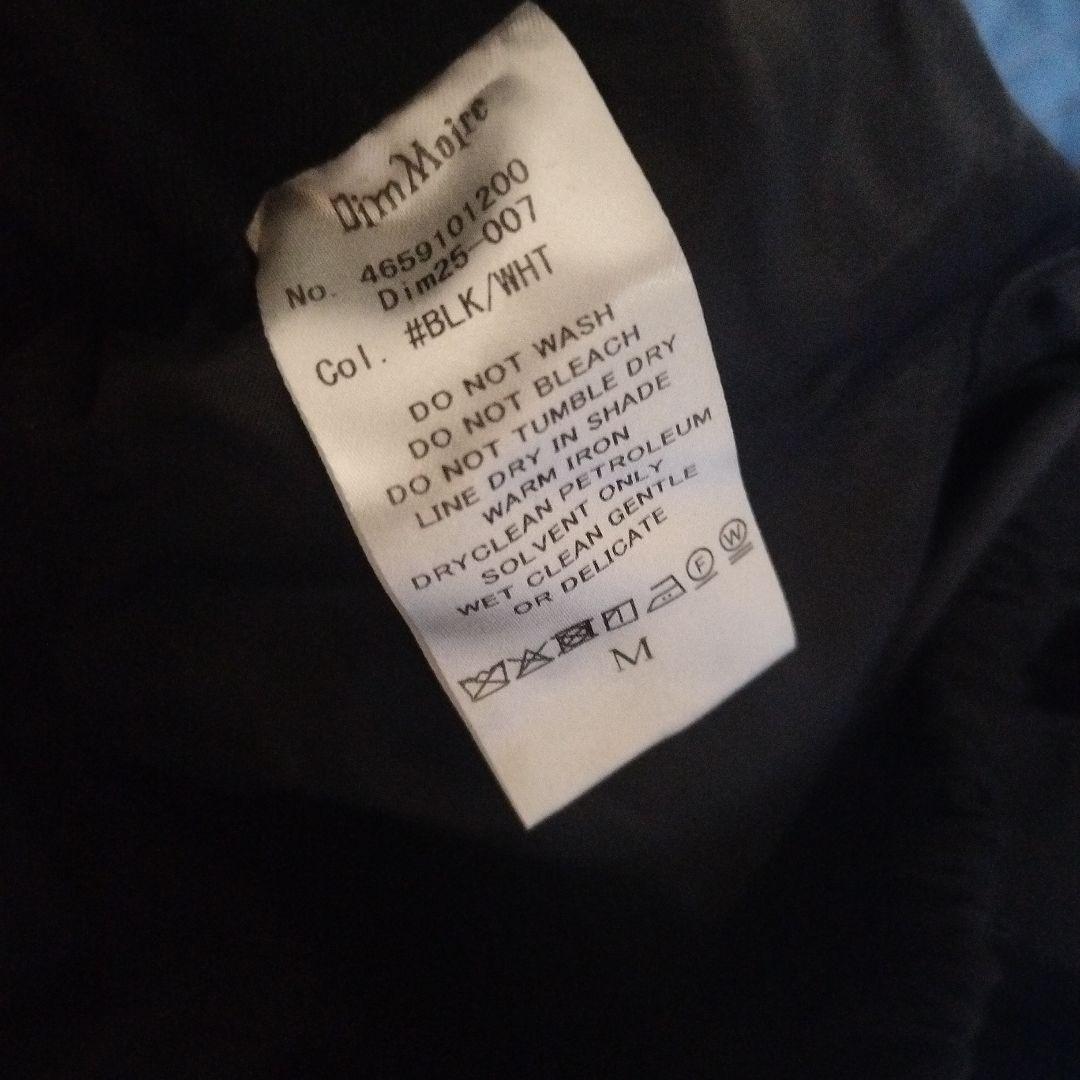 DimMoire
No. 4659101200
Dim25-007
Col. #BLK/WHT
DO NOT WASH
DO NOT BLEACH
DO NOT TUMBLE DRY
LINE DRY IN SHADE
WARM IRON
DRYCLEAN PETROLEUM
SOLVENT ONLY
WET CLEAN GENTLE
OR DELICATE
F W
M